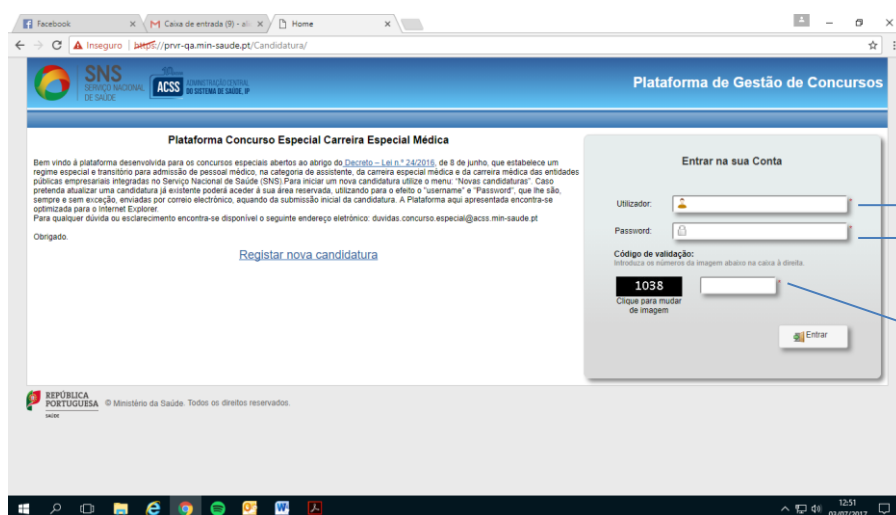 Facebook
Caixa de entrada (9) - ali
Home
Inseguro | https://prvr-qa.min-saude.pt/Candidatura/
SNS
SERVIÇO NACIONAL
DE SAÚDE
ACSS
ADMINISTRAÇÃO CENTRAL
DO SISTEMA DE SAÚDE, IP
Plataforma de Gestão de Concursos
Plataforma Concurso Especial Carreira Especial Médica
Bem vindo á plataforma desenvolvida para os concursos especiais abertos ao abrigo do Decreto – Lei n.º 24/2016, de 8 de junho, que estabelece um
regime especial e transitório para admissão de pessoal médico, na categoria de assistente, da carreira especial médica e da carreira médica das entidades
públicas empresariais integradas no Serviço Nacional de Saúde (SNS).Para iniciar um nova candidatura utilize o menu: "Novas candidaturas". Caso
pretenda atualizar uma candidatura já existente poderá aceder á sua área reservada, utilizando para o efeito o "username" e "Password", que lhe são,
sempre e sem exceção, enviadas por correio electrónico, aquando da submissão inicial da candidatura. A Plataforma aqui apresentada encontra-se
optimizada para o Internet Explorer.
Para qualquer dúvida ou esclarecimento encontra-se disponível o seguinte endereço eletrónico: duvidas.concurso.especial@acss.min-saude.pt
Obrigado.
Registar nova candidatura
Entrar na sua Conta
Utilizador:
Password:
Código de validação:
Introduza os números da imagem abaixo na caixa à direita.
1038
Clique para mudar
de imagem
Entrar
REPÚBLICA
PORTUGUESA
SAÚDE
© Ministério da Saúde. Todos os direitos reservados.
12:51
03/07/2017